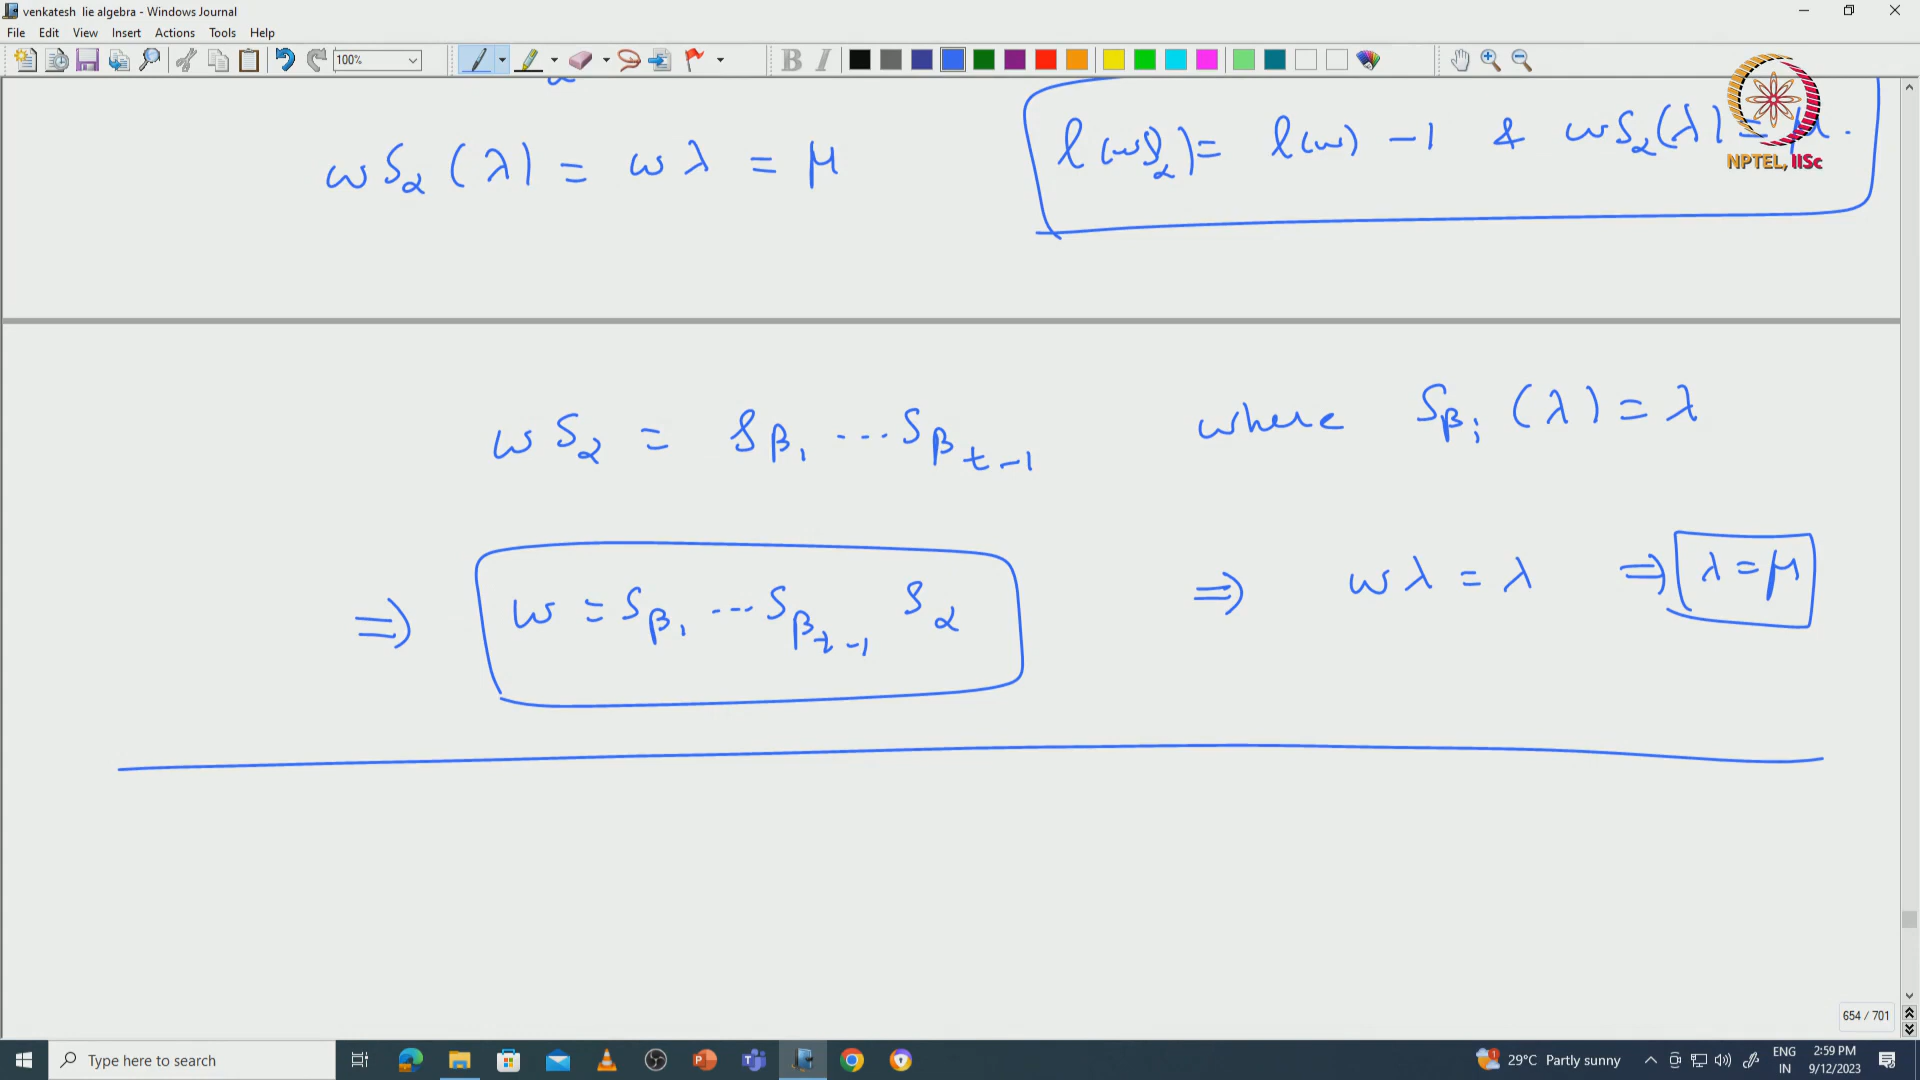 venkatesh lie algebra - Windows Journal
File Edit View Insert Actions Tools Help
100%
NPTEL, IISc
w S_α (λ) = w λ = μ
l(wS_α) = l(w) - 1 & wS_α(λ) = μ.
w S_α = S_β₁ ... S_β_{t-1} where S_βᵢ (λ) = λ
⇒ w = S_β₁ ... S_β_{t-1} S_α ⇒ wλ = λ ⇒ λ = μ
654 / 701
Type here to search
29°C Partly sunny
ENG
IN
2:59 PM
9/12/2023